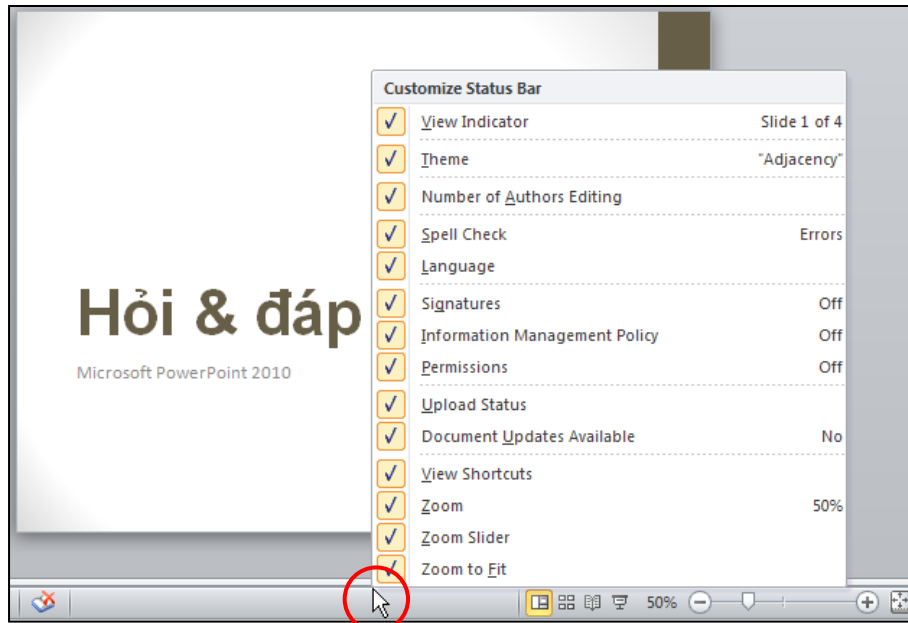 Customize Status Bar
View Indicator Slide 1 of 4
Theme "Adjacency"
Number of Authors Editing
Spell Check Errors
Language
Signatures Off
Information Management Policy Off
Permissions Off
Upload Status
Document Updates Available No
View Shortcuts
Zoom 50%
Zoom Slider
Zoom to Fit
Hỏi & đáp
Microsoft PowerPoint 2010
50%